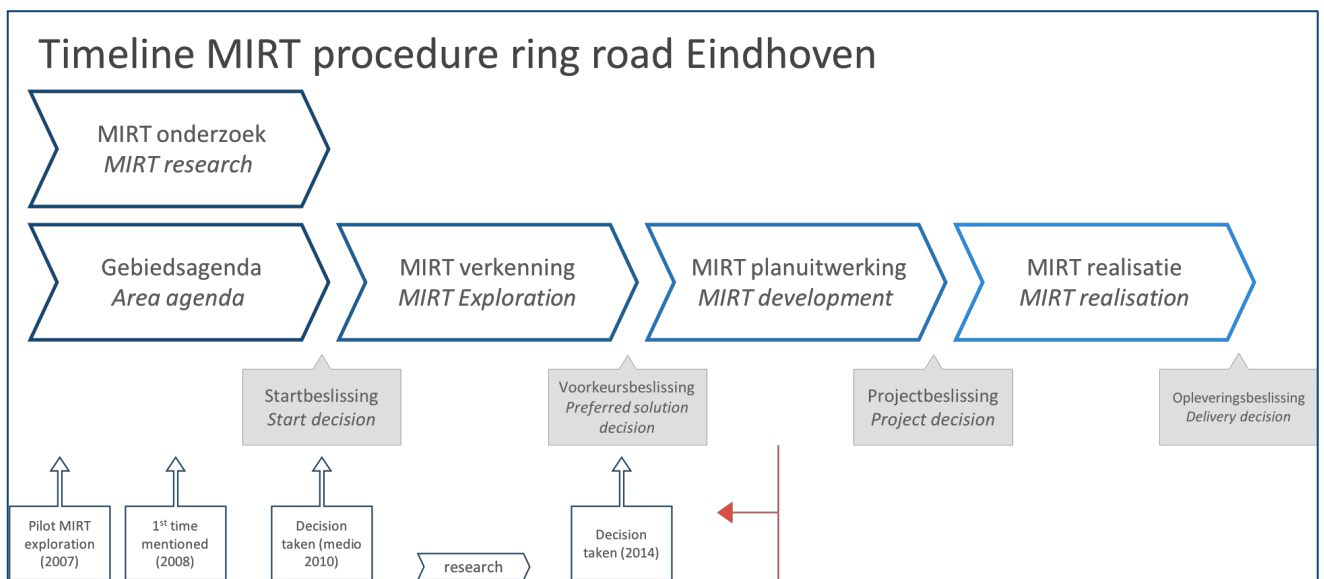 Timeline MIRT procedure ring road Eindhoven
MIRT onderzoek
MIRT research
Gebiedsagenda
Area agenda
MIRT verkenning
MIRT Exploration
MIRT planuitwerking
MIRT development
MIRT realisatie
MIRT realisation
Startbeslissing
Start decision
Voorkeursbeslissing
Preferred solution
decision
Projectbeslissing
Project decision
Opleveringsbeslissing
Delivery decision
Pilot MIRT
exploration
(2007)
1st time
mentioned
(2008)
Decision
taken (medio
2010)
research
Decision
taken (2014)